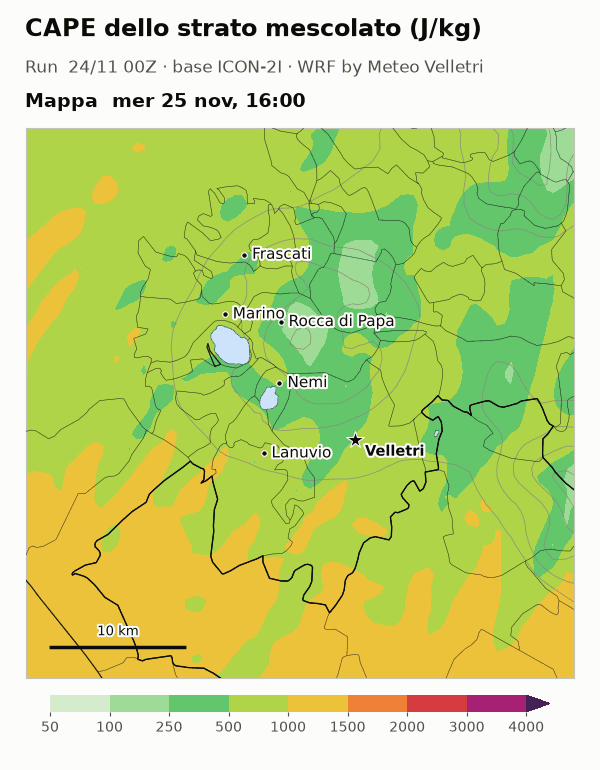 CAPE dello strato mescolato (J/kg)
Run  24/11 00Z · base ICON-2I · WRF by Meteo Velletri
Mappa  mer 25 nov, 16:00
Frascati
Marino
Rocca di Papa
Nemi
Velletri
Lanuvio
10 km
50 100 250 500 1000 1500 2000 3000 4000